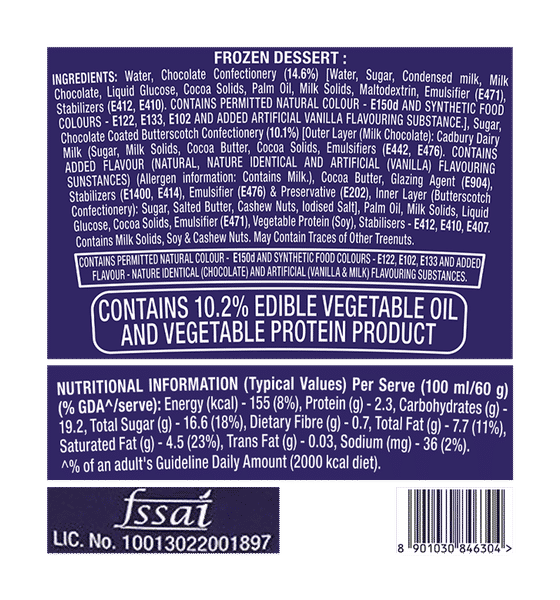 FROZEN DESSERT :
INGREDIENTS: Water, Chocolate Confectionery (14.6%) [Water, Sugar, Condensed milk, Milk
Chocolate, Liquid Glucose, Cocoa Solids, Palm Oil, Milk Solids, Maltodextrin, Emulsifier (E471),
Stabilizers (E412, E410). CONTAINS PERMITTED NATURAL COLOUR - E150d AND SYNTHETIC FOOD
COLOURS - E122, E133, E102 AND ADDED ARTIFICIAL VANILLA FLAVOURING SUBSTANCE.], Sugar,
Chocolate Coated Butterscotch Confectionery (10.1%) [Outer Layer (Milk Chocolate): Cadbury Dairy
Milk (Sugar, Milk Solids, Cocoa Butter, Cocoa Solids, Emulsifiers (E442, E476). CONTAINS
ADDED FLAVOUR (NATURAL, NATURE IDENTICAL AND ARTIFICIAL (VANILLA) FLAVOURING
SUNSTANCES) (Allergen information: Contains Milk.), Cocoa Butter, Glazing Agent (E904),
Stabilizers (E1400, E414), Emulsifier (E476) & Preservative (E202), Inner Layer (Butterscotch
Confectionery): Sugar, Salted Butter, Cashew Nuts, Iodised Salt], Palm Oil, Milk Solids, Liquid
Glucose, Cocoa Solids, Emulsifier (E471), Vegetable Protein (Soy), Stabilisers - E412, E410, E407.
Contains Milk Solids, Soy & Cashew Nuts. May Contain Traces of Other Treenuts.
CONTAINS PERMITTED NATURAL COLOUR - E150d AND SYNTHETIC FOOD COLOURS - E122, E102, E133 AND ADDED
FLAVOUR - NATURE IDENTICAL (CHOCOLATE) AND ARTIFICIAL (VANILLA & MILK) FLAVOURING SUBSTANCES.
CONTAINS 10.2% EDIBLE VEGETABLE OIL
AND VEGETABLE PROTEIN PRODUCT
NUTRITIONAL INFORMATION (Typical Values) Per Serve (100 ml/60 g)
(% GDA^/serve): Energy (kcal) - 155 (8%), Protein (g) - 2.3, Carbohydrates (g) -
19.2, Total Sugar (g) - 16.6 (18%), Dietary Fibre (g) - 0.7, Total Fat (g) - 7.7 (11%),
Saturated Fat (g) - 4.5 (23%), Trans Fat (g) - 0.03, Sodium (mg) - 36 (2%).
^% of an adult's Guideline Daily Amount (2000 kcal diet).
fssai
LIC. No. 10013022001897
8 901030 846304 >